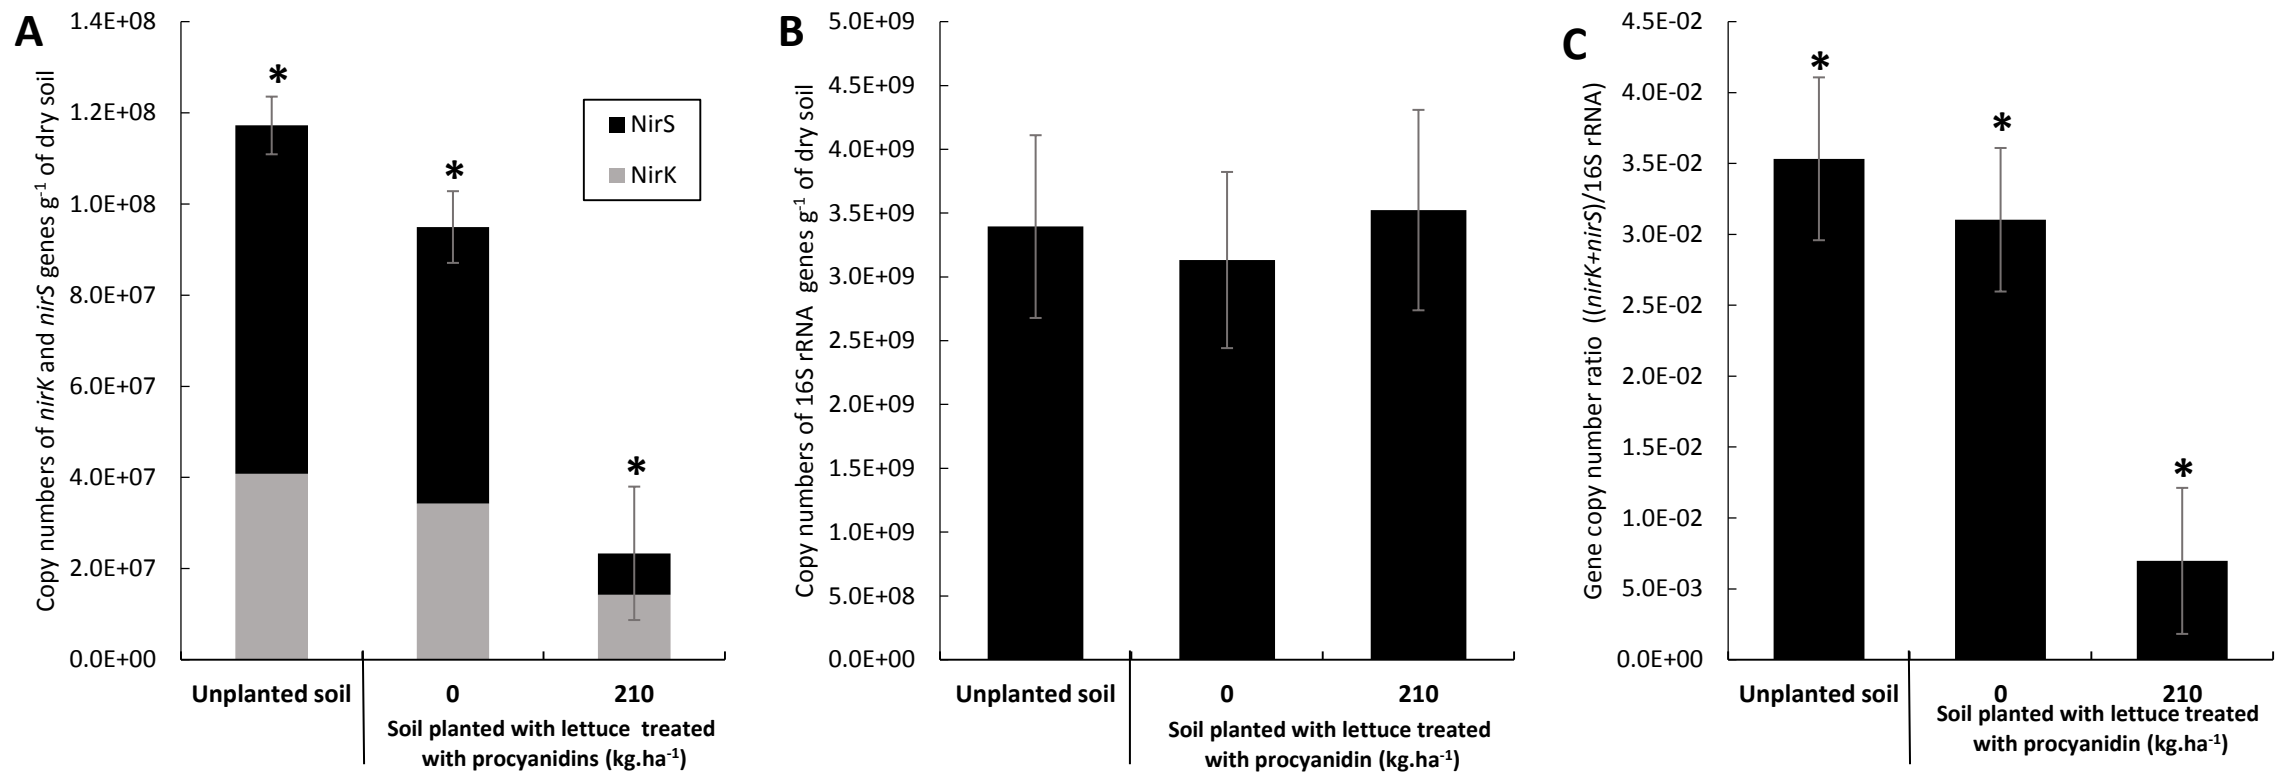 A
Copy numbers of nirK and nirS genes g-1 of dry soil
1.4E+08
1.2E+08
1.0E+08
8.0E+07
6.0E+07
4.0E+07
2.0E+07
0.0E+00
*
*
*
NirS
NirK
Unplanted soil
0
210
Soil planted with lettuce treated
with procyanidins (kg.ha-1)
B
Copy numbers of 16S rRNA genes g-1 of dry soil
5.0E+09
4.5E+09
4.0E+09
3.5E+09
3.0E+09
2.5E+09
2.0E+09
1.5E+09
1.0E+09
5.0E+08
0.0E+00
Unplanted soil
0
210
Soil planted with lettuce treated
with procyanidin (kg.ha-1)
C
Gene copy number ratio ((nirK+nirS)/16S rRNA)
4.5E-02
4.0E-02
3.5E-02
3.0E-02
2.5E-02
2.0E-02
1.5E-02
1.0E-02
5.0E-03
0.0E+00
*
*
*
Unplanted soil
0
210
Soil planted with lettuce treated
with procyanidin (kg.ha-1)